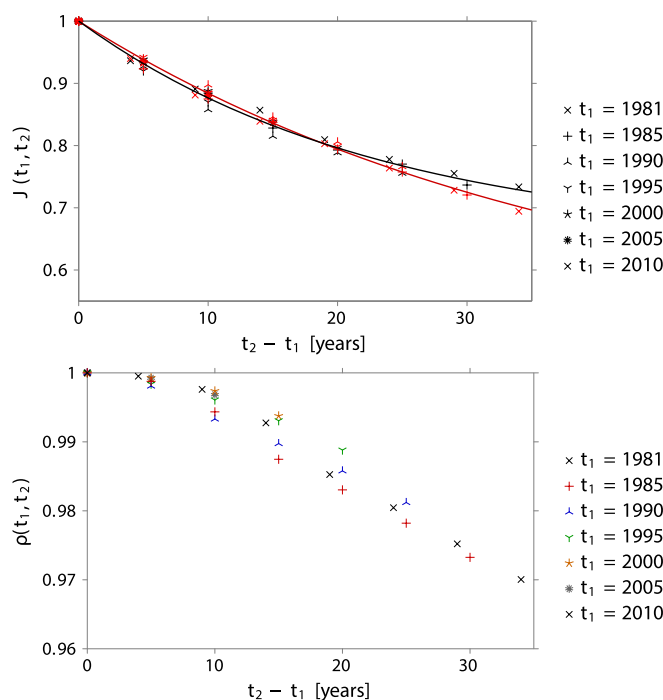 1
0.9
0.8
0.7
0.6
J (t₁, t₂)
0 10 20 30
t₂ − t₁ [years]
× t₁ = 1981
+ t₁ = 1985
t₁ = 1990
t₁ = 1995
t₁ = 2000
t₁ = 2005
× t₁ = 2010
1
0.99
0.98
0.97
0.96
ρ(t₁, t₂)
0 10 20 30
t₂ − t₁ [years]
× t₁ = 1981
+ t₁ = 1985
t₁ = 1990
t₁ = 1995
t₁ = 2000
t₁ = 2005
× t₁ = 2010